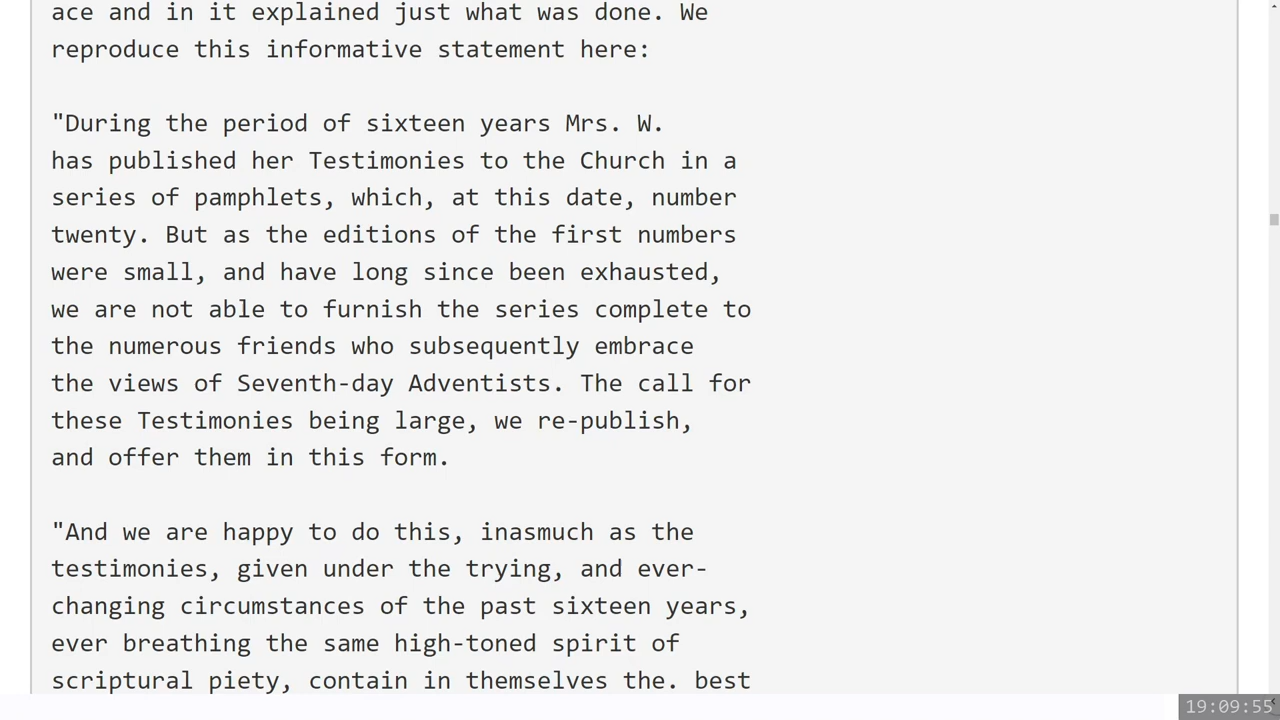 ace and in it explained just what was done. We
reproduce this informative statement here:
"During the period of sixteen years Mrs. W.
has published her Testimonies to the Church in a
series of pamphlets, which, at this date, number
twenty. But as the editions of the first numbers
were small, and have long since been exhausted,
we are not able to furnish the series complete to
the numerous friends who subsequently embrace
the views of Seventh-day Adventists. The call for
these Testimonies being large, we re-publish,
and offer them in this form.
"And we are happy to do this, inasmuch as the
testimonies, given under the trying, and ever-
changing circumstances of the past sixteen years,
ever breathing the same high-toned spirit of
scriptural piety, contain in themselves the. best
19:09:55